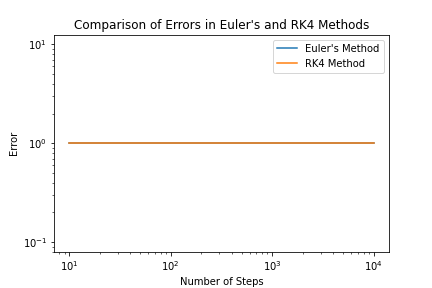 Comparison of Errors in Euler's and RK4 Methods
Euler's Method
RK4 Method
Error
10¹
10⁰
10⁻¹
10¹ 10² 10³ 10⁴
Number of Steps